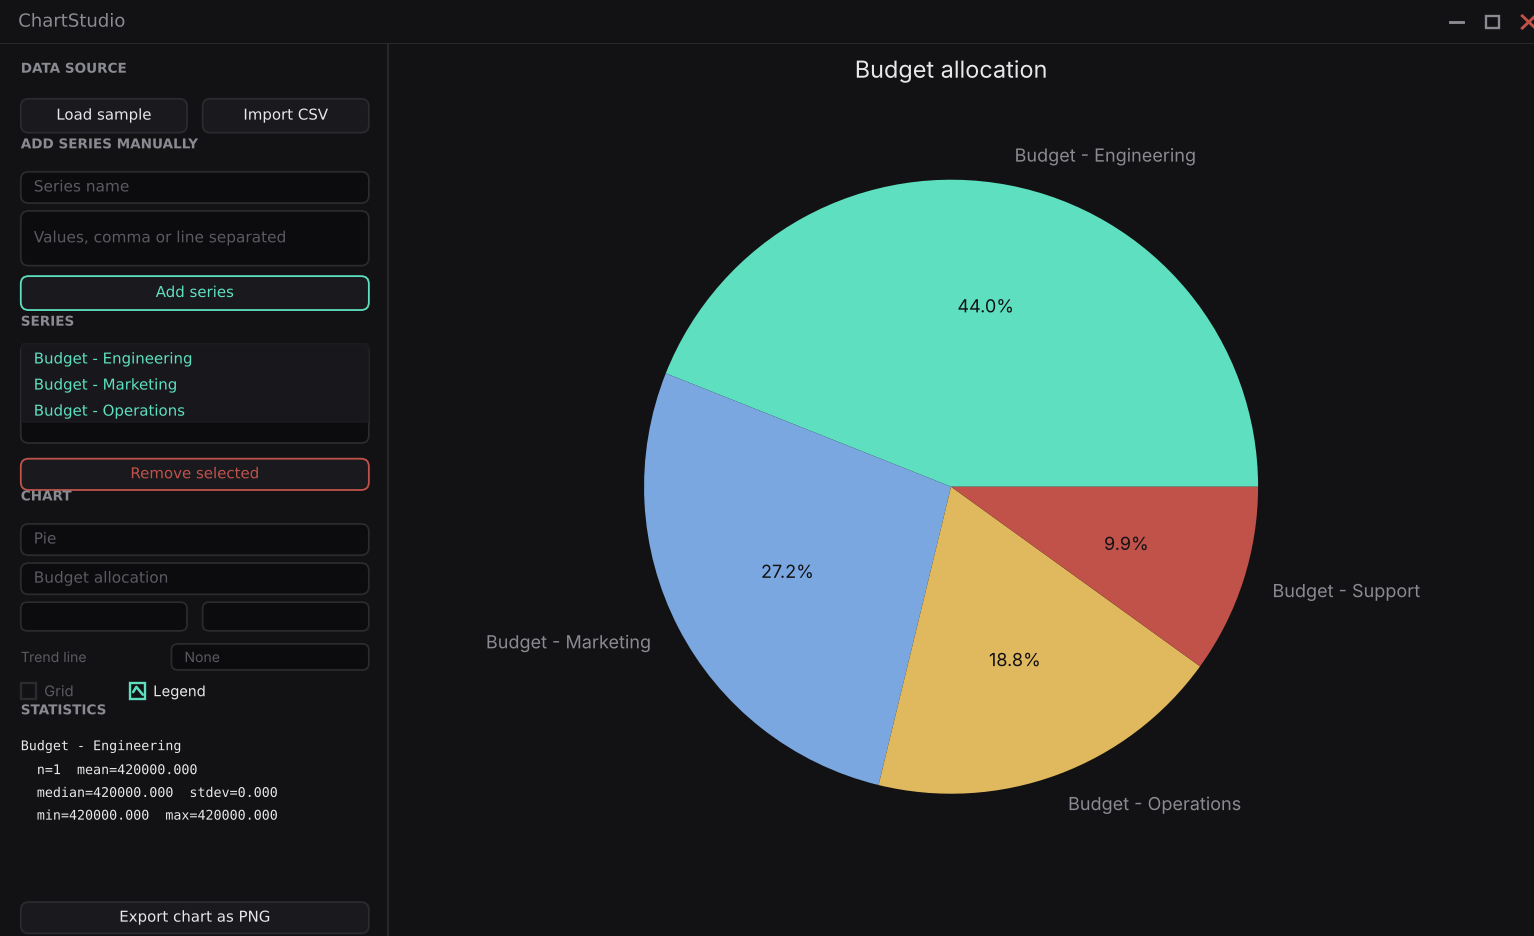 ChartStudio
DATA SOURCE
Load sample
Import CSV
ADD SERIES MANUALLY
Series name
Values, comma or line separated
Add series
SERIES
Budget - Engineering
Budget - Marketing
Budget - Operations
Remove selected
CHART
Pie
Budget allocation
Trend line
None
Grid
Legend
STATISTICS
Budget - Engineering
n=1 mean=420000.000
median=420000.000 stdev=0.000
min=420000.000 max=420000.000
Export chart as PNG
Budget allocation
Budget - Engineering
44.0%
27.2%
9.9%
Budget - Support
Budget - Marketing
18.8%
Budget - Operations